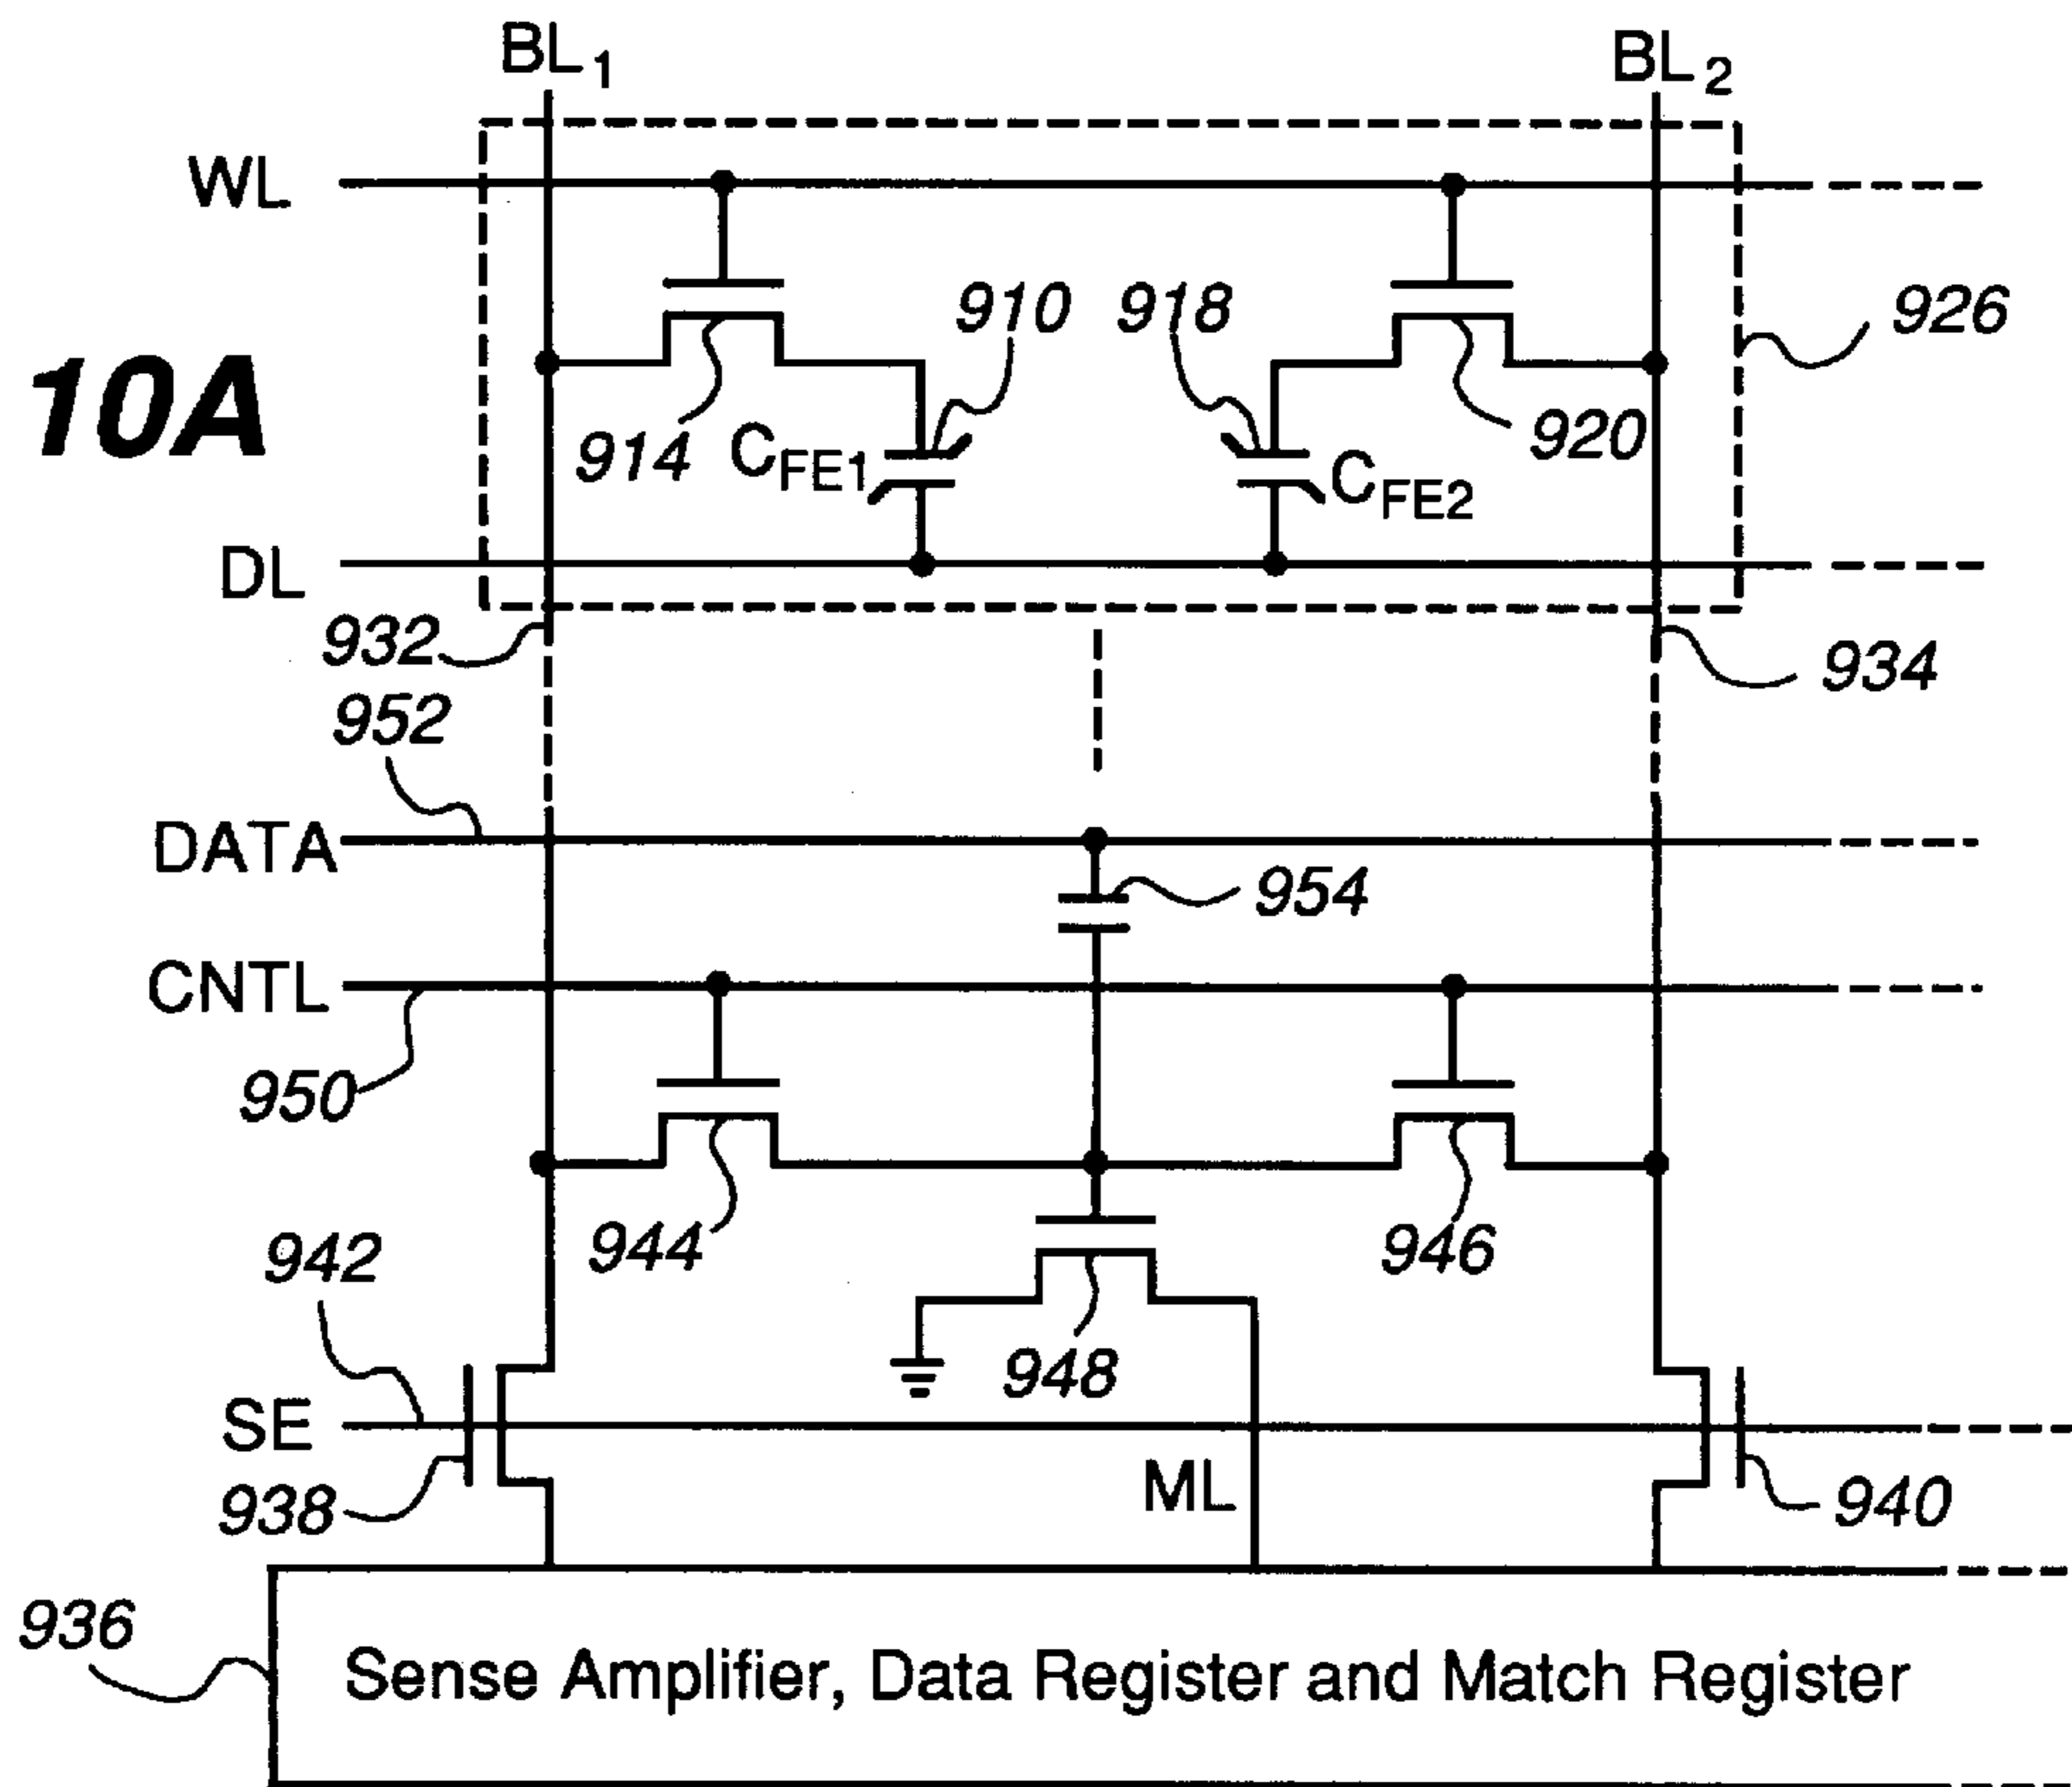 BL1
BL2
WL
910
918
926
10A
914
CFE1
CFE2
920
DL
932
934
952
DATA
954
CNTL
950
944
946
942
948
SE
ML
938
940
936
Sense Amplifier, Data Register and Match Register